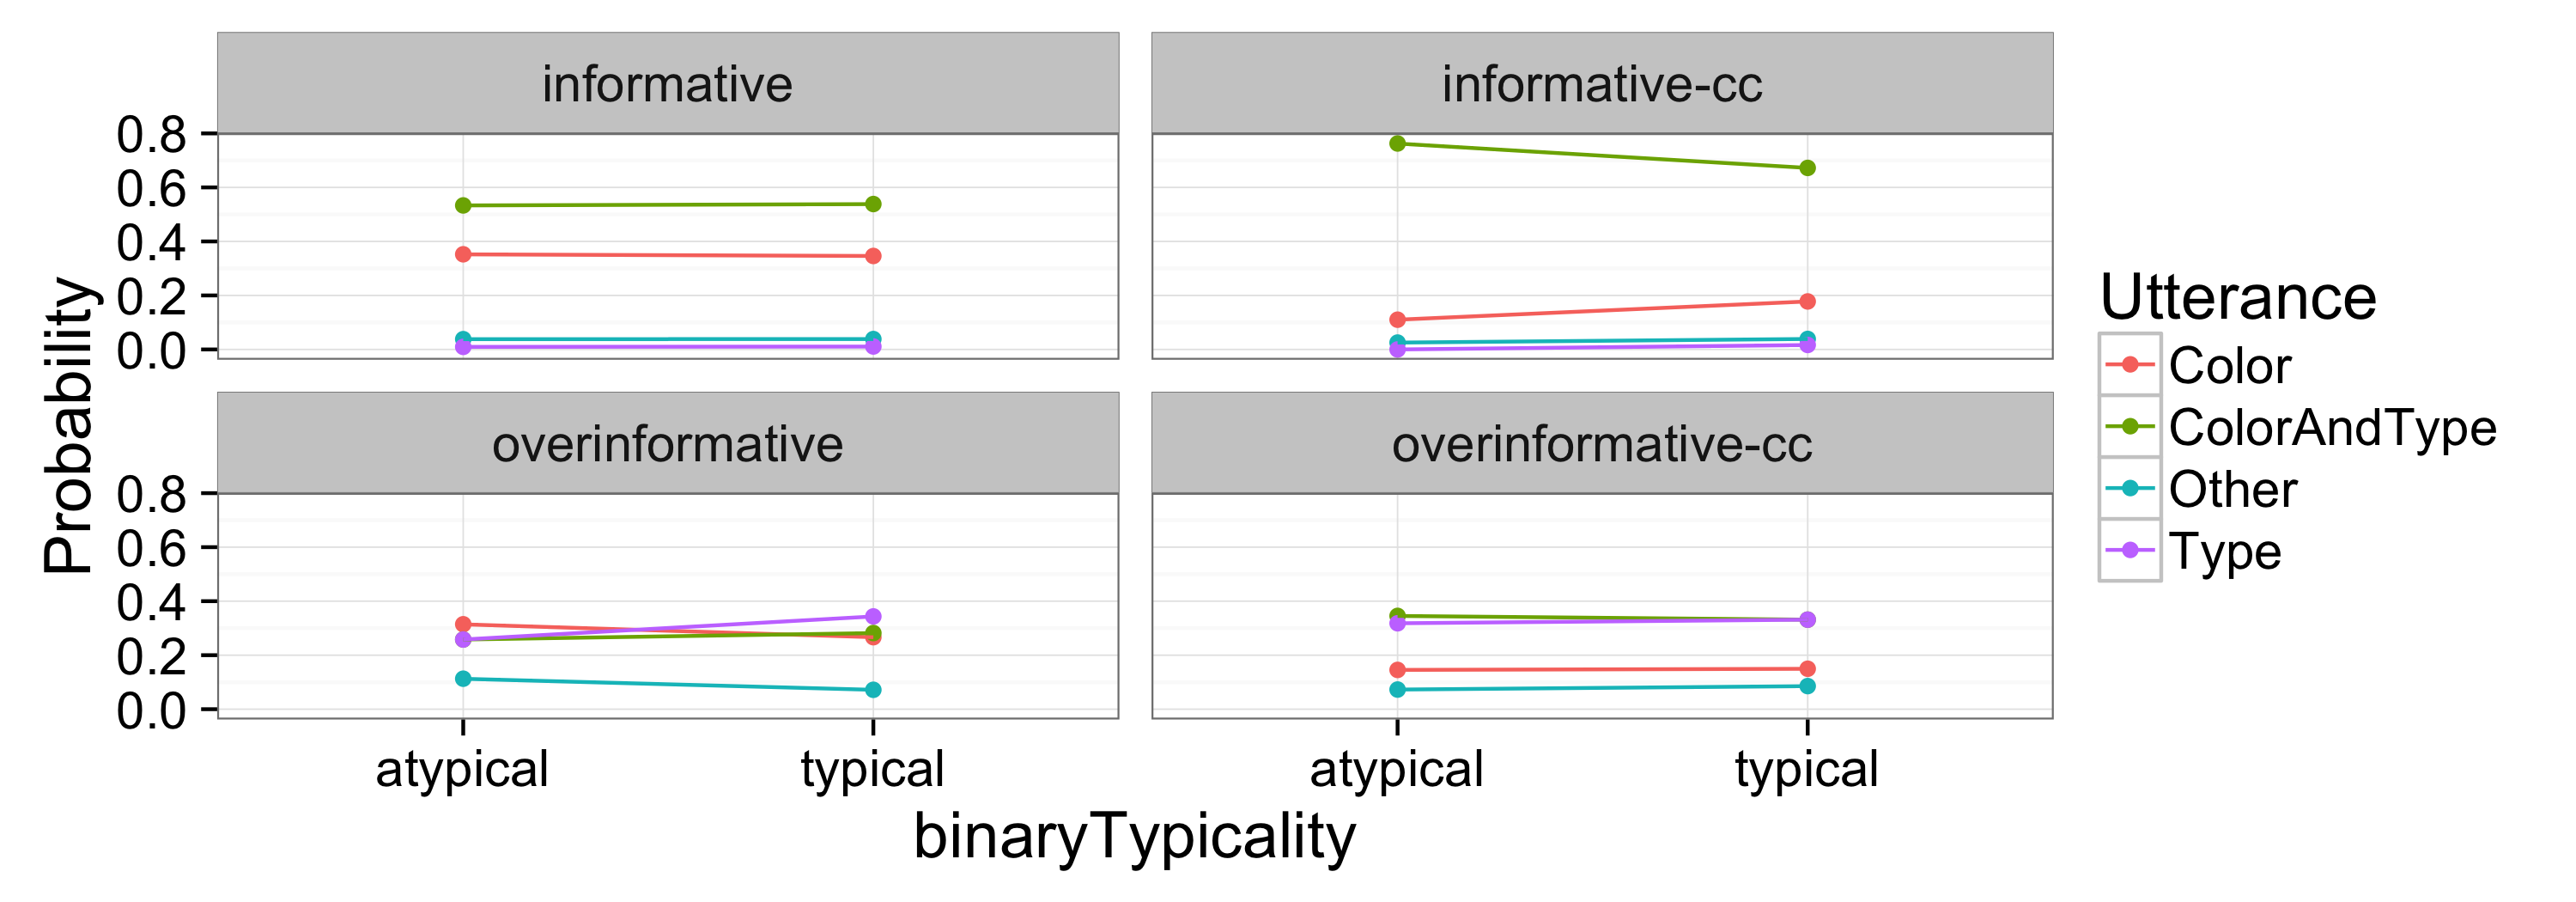 informative
informative-cc
0.8
0.6
0.4
0.2
0.0
overinformative
overinformative-cc
0.8
0.6
0.4
0.2
0.0
Probability
atypical
typical
atypical
typical
binaryTypicality
Utterance
Color
ColorAndType
Other
Type